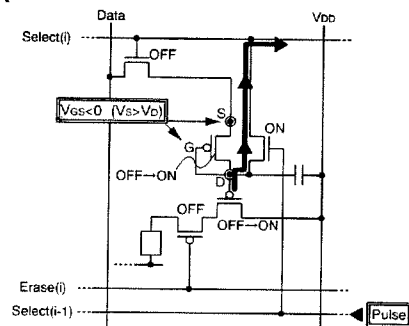 Data
VDD
Select(i)
OFF
VGS<0 (VS>VD)
S
G
ON
OFF→ON
D
OFF
OFF→ON
Erase(i)
Select(i-1)
Pulse